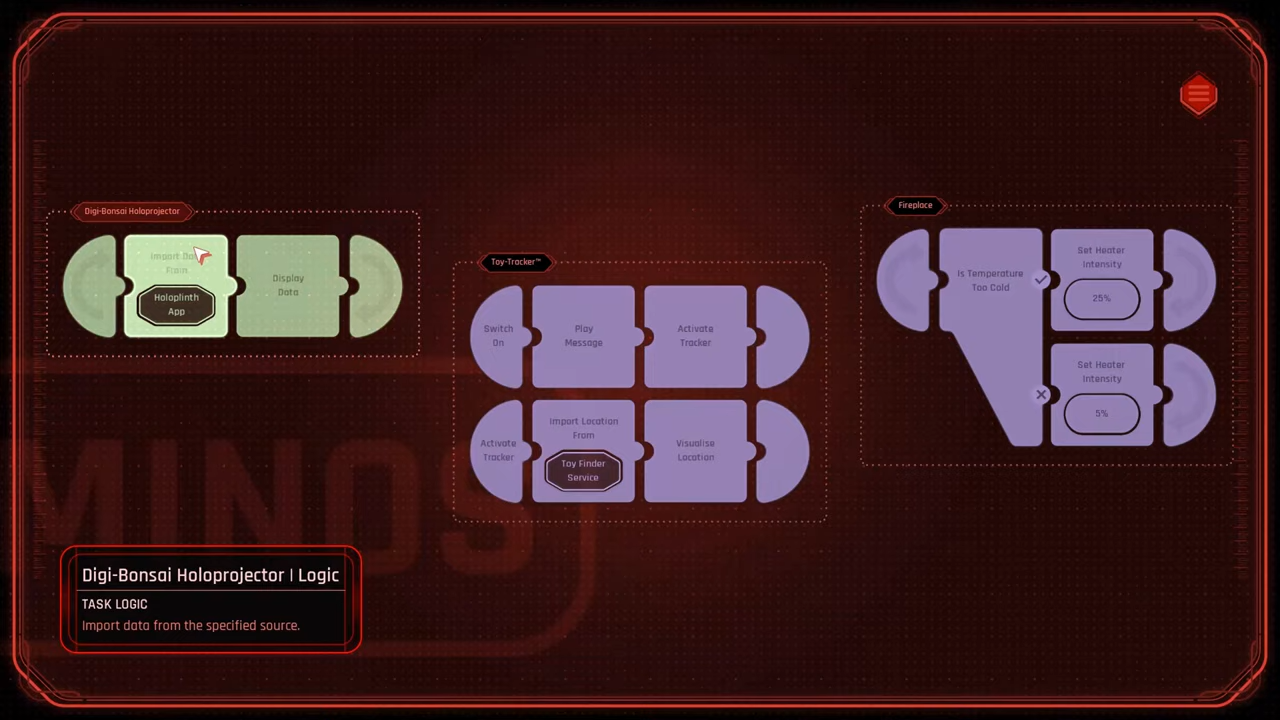 Digi-Bonsai Holoprojector
Import Data
From
Holoplinth
App
Display
Data
Toy-Tracker™
Switch
On
Play
Message
Activate
Tracker
Activate
Tracker
Import Location
From
Toy Finder
Service
Visualise
Location
Fireplace
Is Temperature
Too Cold
Set Heater
Intensity
25%
Set Heater
Intensity
5%
MINOS
Digi-Bonsai Holoprojector | Logic
TASK LOGIC
Import data from the specified source.